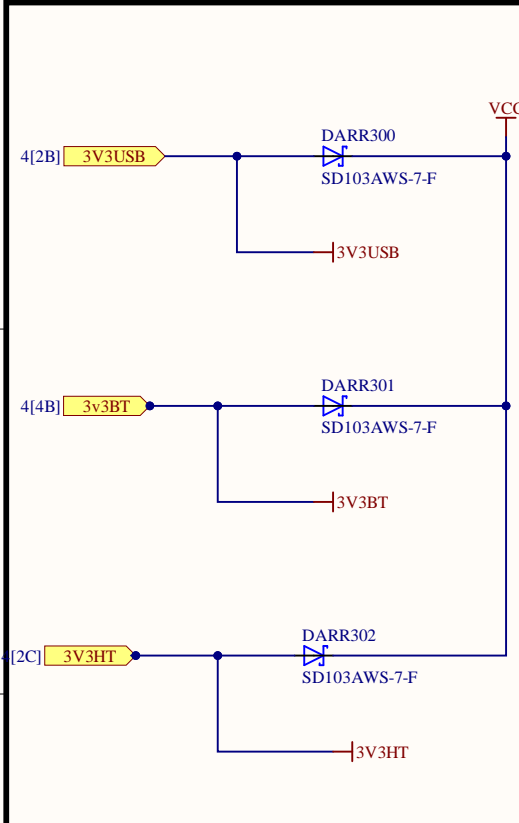 VCC
DARR300
4[2B] 3V3USB
SD103AWS-7-F
3V3USB
DARR301
4[4B] 3v3BT
SD103AWS-7-F
3V3BT
DARR302
4[2C] 3V3HT
SD103AWS-7-F
3V3HT